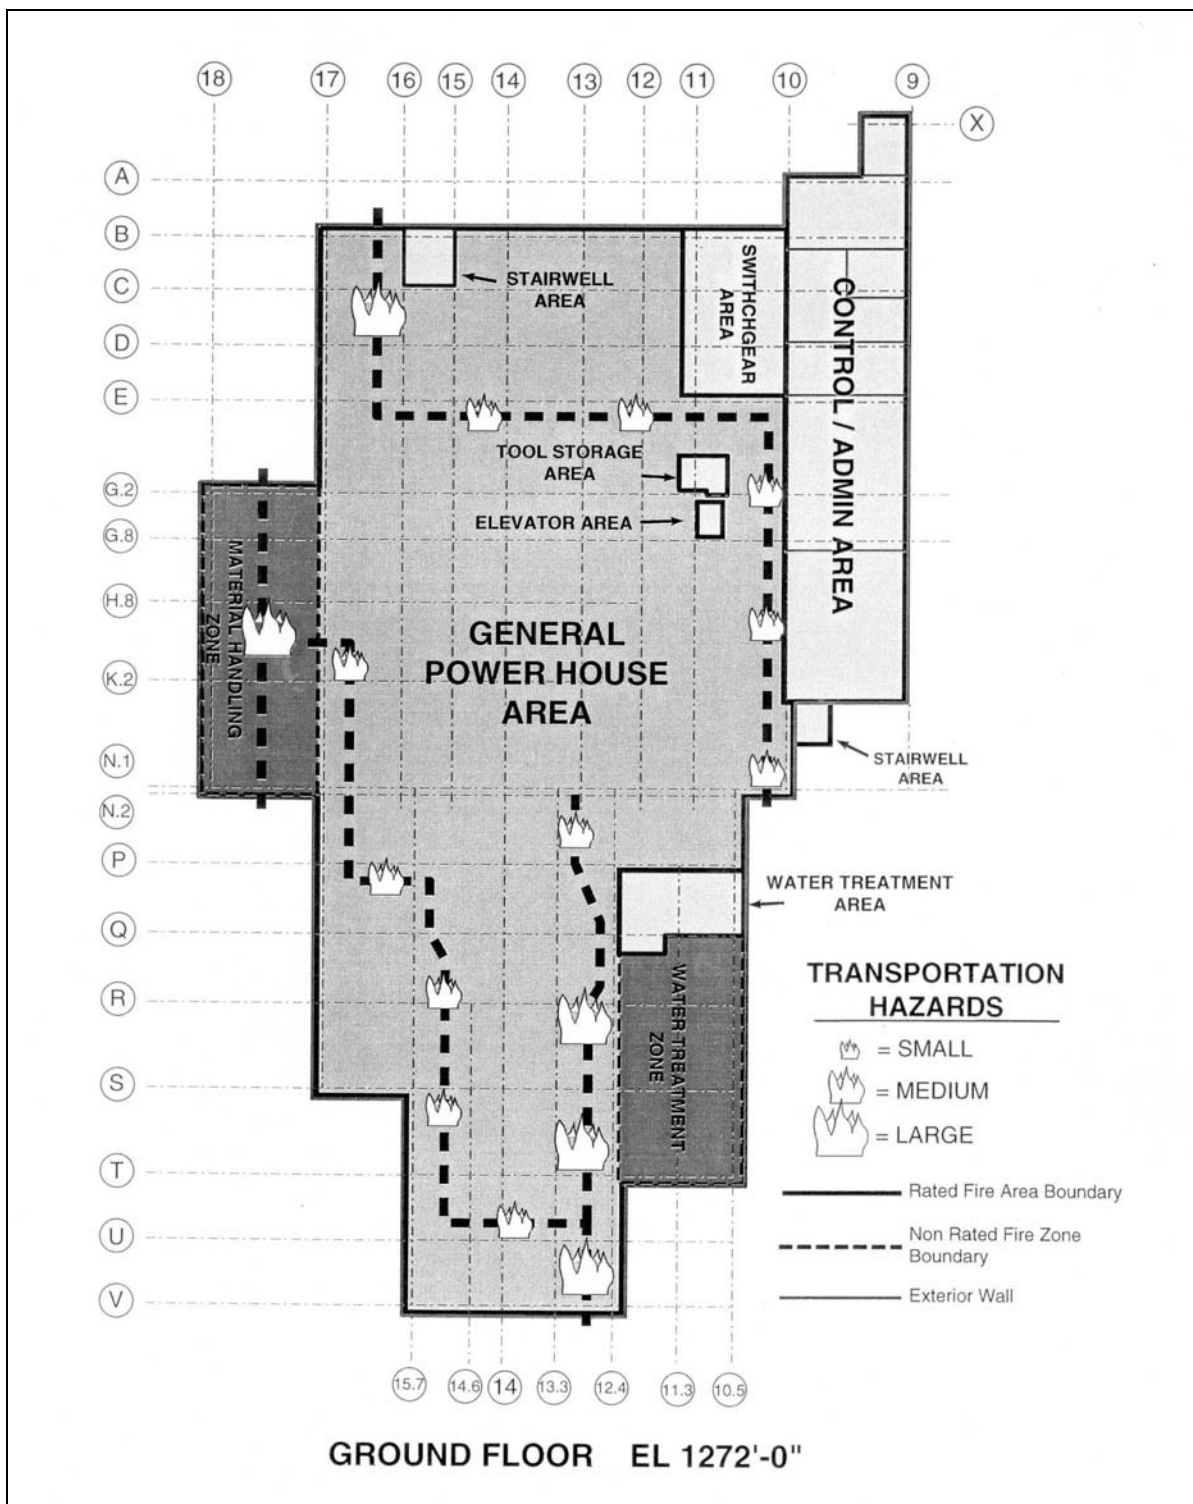 18 17 16 15 14 13 12 11 10 9
X
A
B
C
D
E
G.2
G.8
H.8
K.2
N.1
N.2
P
Q
R
S
T
U
V
STAIRWELL
AREA
SWITHCGEAR
AREA
CONTROL / ADMIN AREA
TOOL STORAGE
AREA
ELEVATOR AREA
MATERIAL HANDLING
ZONE
GENERAL
POWER HOUSE
AREA
STAIRWELL
AREA
WATER TREATMENT
AREA
WATER TREATMENT
ZONE
TRANSPORTATION
HAZARDS
= SMALL
= MEDIUM
= LARGE
Rated Fire Area Boundary
Non Rated Fire Zone
Boundary
Exterior Wall
15.7 14.6 14 13.3 12.4 11.3 10.5
GROUND FLOOR EL 1272'-0"